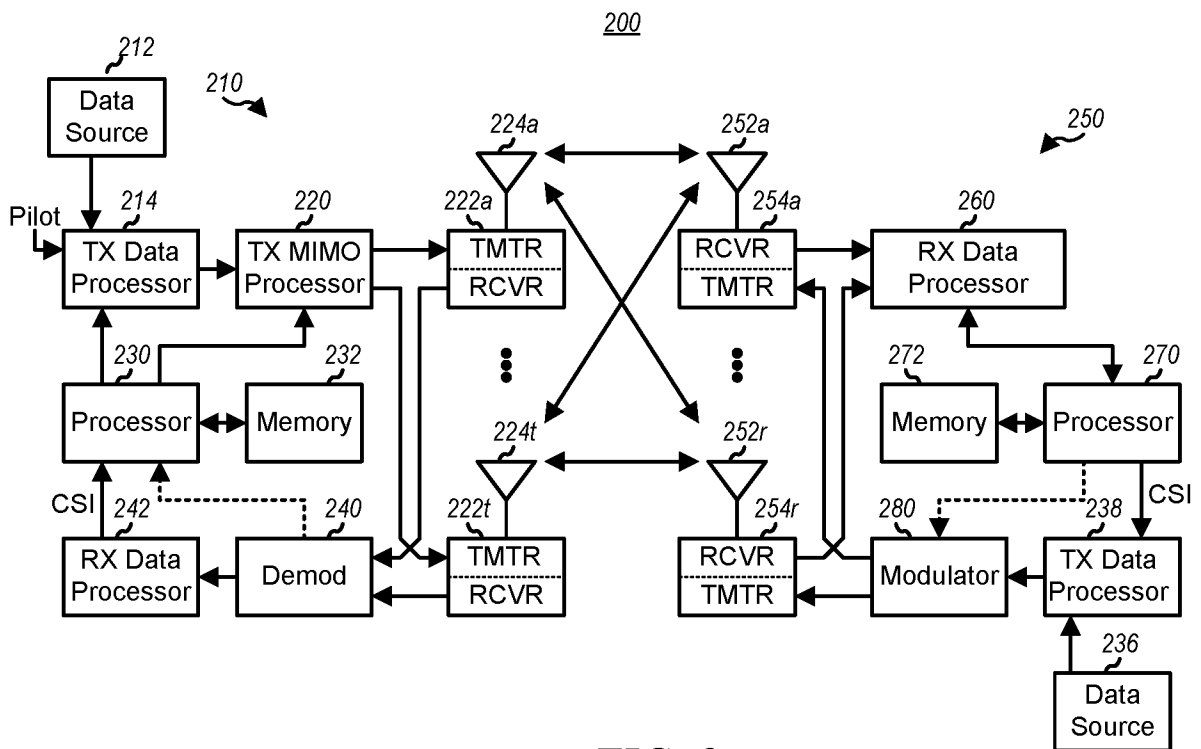 200
212
Data
Source
210
250
224a
252a
Pilot
214
TX Data
Processor
220
TX MIMO
Processor
222a
TMTR
RCVR
254a
RCVR
TMTR
260
RX Data
Processor
230
Processor
232
Memory
272
Memory
270
Processor
224t
252r
CSI
242
RX Data
Processor
240
Demod
222t
TMTR
RCVR
254r
RCVR
TMTR
280
Modulator
CSI
238
TX Data
Processor
236
Data
Source